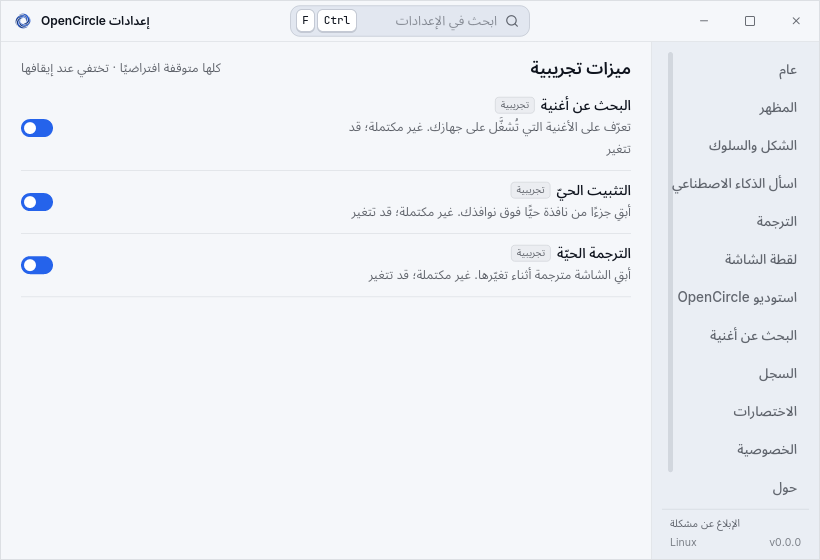 إعدادات OpenCircle
ابحث في الإعدادات
Ctrl F
عام
المظهر
الشكل والسلوك
اسأل الذكاء الاصطناعي
الترجمة
لقطة الشاشة
استوديو OpenCircle
البحث عن أغنية
السجل
الاختصارات
الخصوصية
حول
الإبلاغ عن مشكلة
v0.0.0 Linux
ميزات تجريبية
كلها متوقفة افتراضيًا · تختفي عند إيقافها
البحث عن أغنية تجريبية
تعرّف على الأغنية التي تُشغَّل على جهازك. غير مكتملة؛ قد
تتغير
التثبيت الحيّ تجريبية
أبقِ جزءًا من نافذة حيًّا فوق نوافذك. غير مكتملة؛ قد تتغير
الترجمة الحيّة تجريبية
أبقِ الشاشة مترجمة أثناء تغيّرها. غير مكتملة؛ قد تتغير